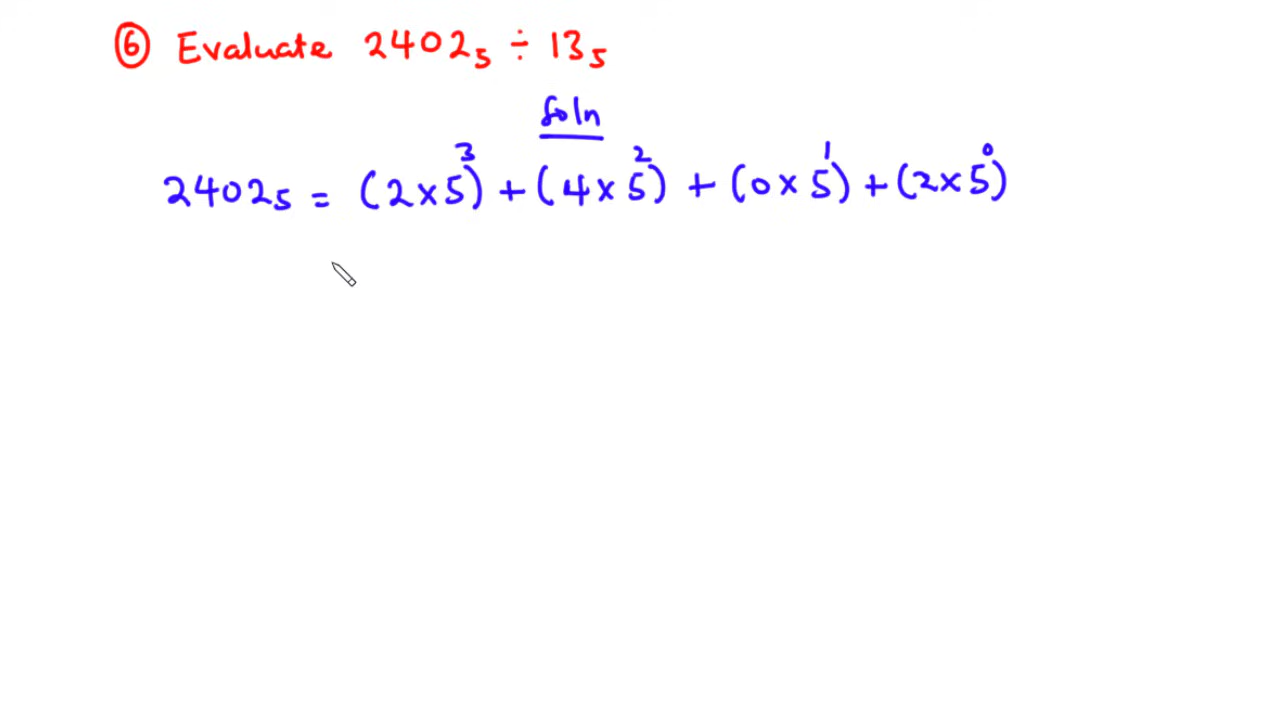 ⑥ Evaluate 2402₅ ÷ 13₅
Soln
2402₅ = (2×5³) + (4×5²) + (0×5¹) + (2×5⁰)